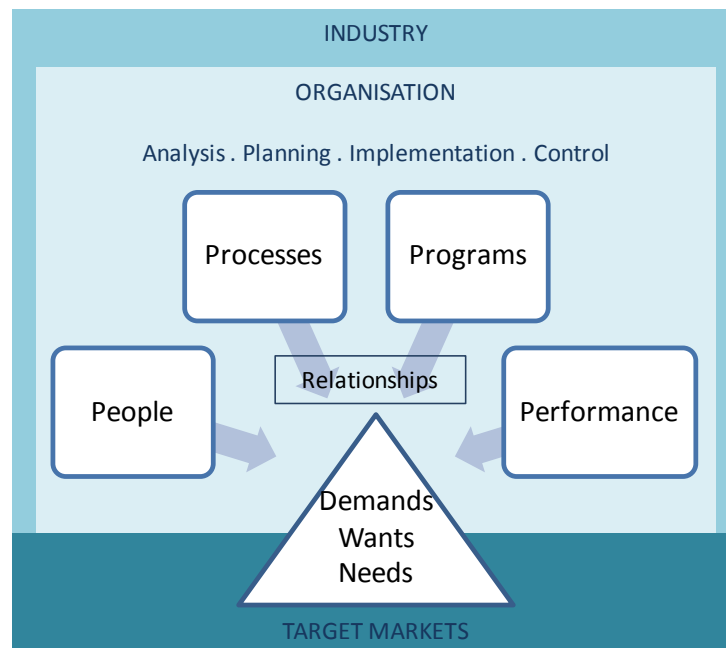 INDUSTRY
ORGANISATION
Analysis . Planning . Implementation . Control
Processes
Programs
Relationships
People
Performance
Demands
Wants
Needs
TARGET MARKETS